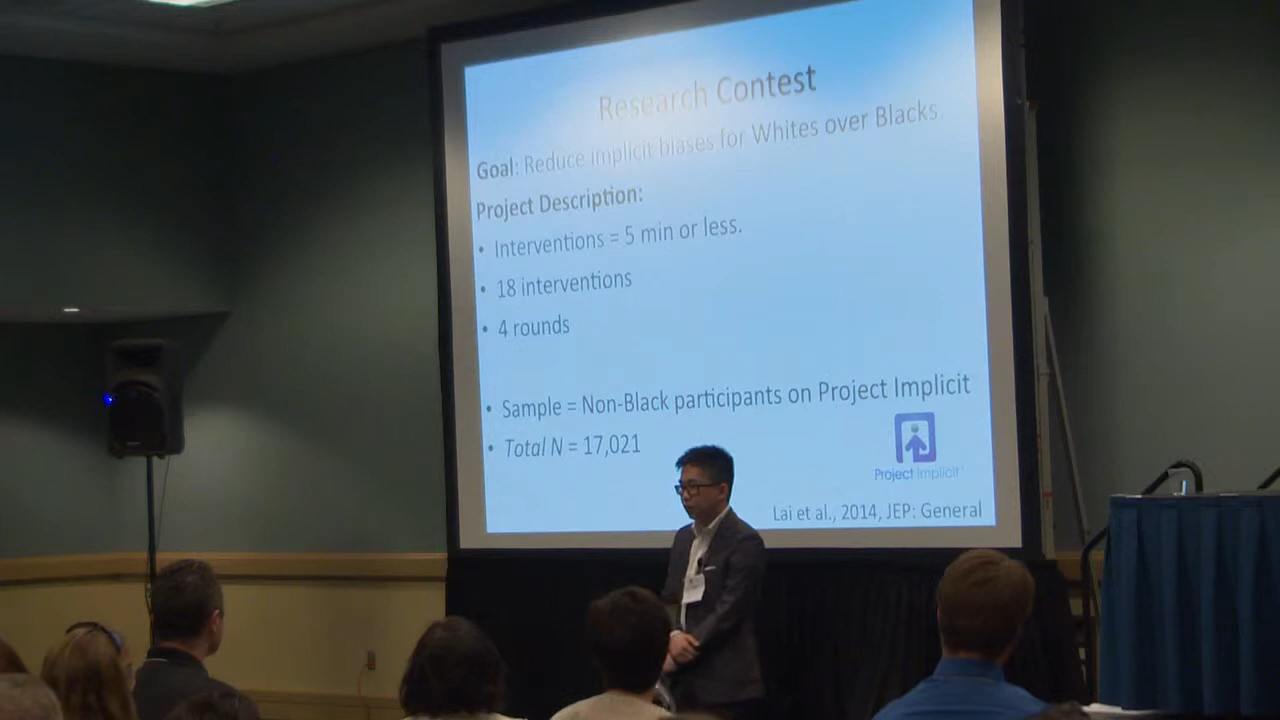 Research Contest
Goal: Reduce implicit biases for Whites over Blacks
Project Description:
• Interventions = 5 min or less.
• 18 interventions
• 4 rounds
• Sample = Non-Black participants on Project Implicit
• Total N = 17,021
Project Implicit
Lai et al., 2014, JEP: General